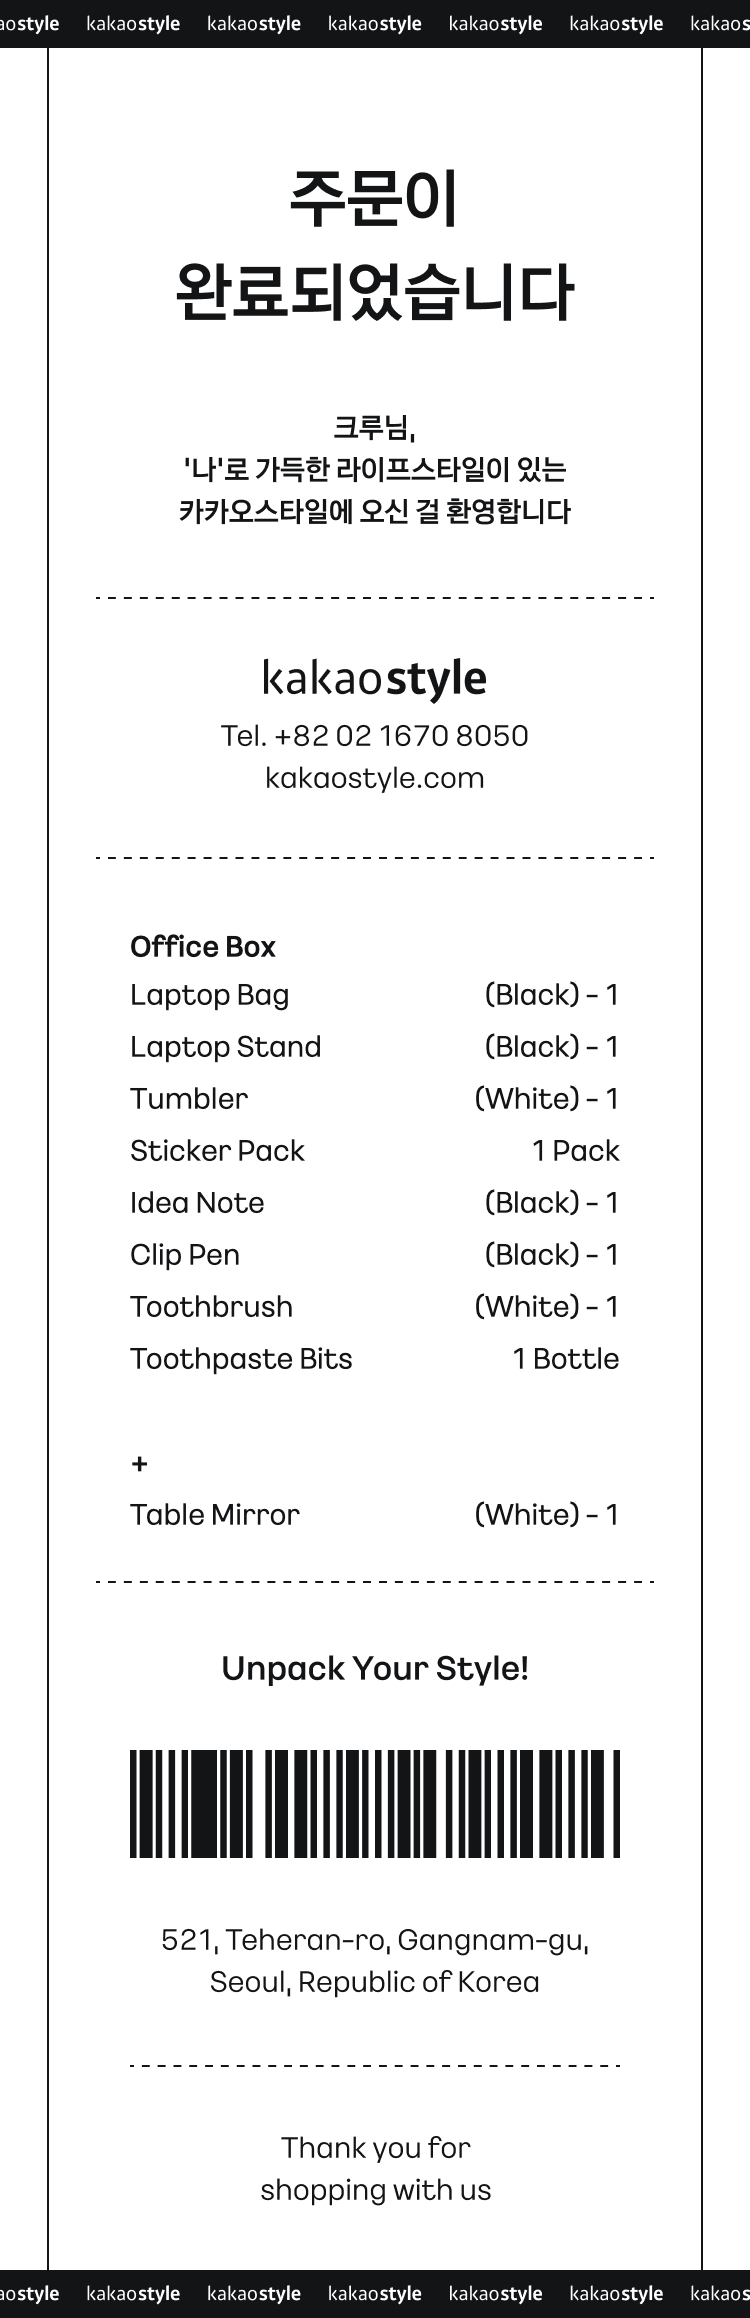 aostyle kakaostyle kakaostyle kakaostyle kakaostyle kakaostyle kakaos
주문이
완료되었습니다
크루님,
'나'로 가득한 라이프스타일이 있는
카카오스타일에 오신 걸 환영합니다
kakaostyle
Tel. +82 02 1670 8050
kakaostyle.com
Office Box
Laptop Bag (Black) - 1
Laptop Stand (Black) - 1
Tumbler (White) - 1
Sticker Pack 1 Pack
Idea Note (Black) - 1
Clip Pen (Black) - 1
Toothbrush (White) - 1
Toothpaste Bits 1 Bottle
+
Table Mirror (White) - 1
Unpack Your Style!
521, Teheran-ro, Gangnam-gu,
Seoul, Republic of Korea
Thank you for
shopping with us
aostyle kakaostyle kakaostyle kakaostyle kakaostyle kakaostyle kakaos